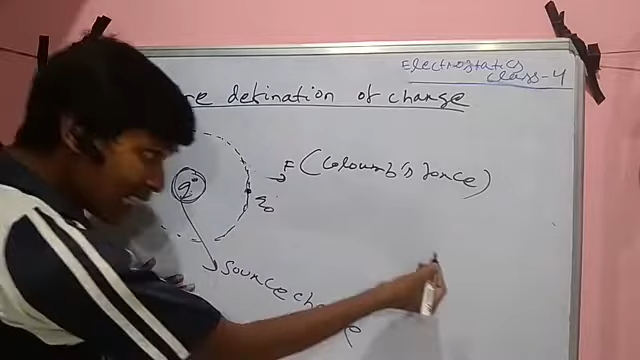 Electrostatics
class-4
re defination of charge
q
F (Coloumb's force)
q₀
source charge